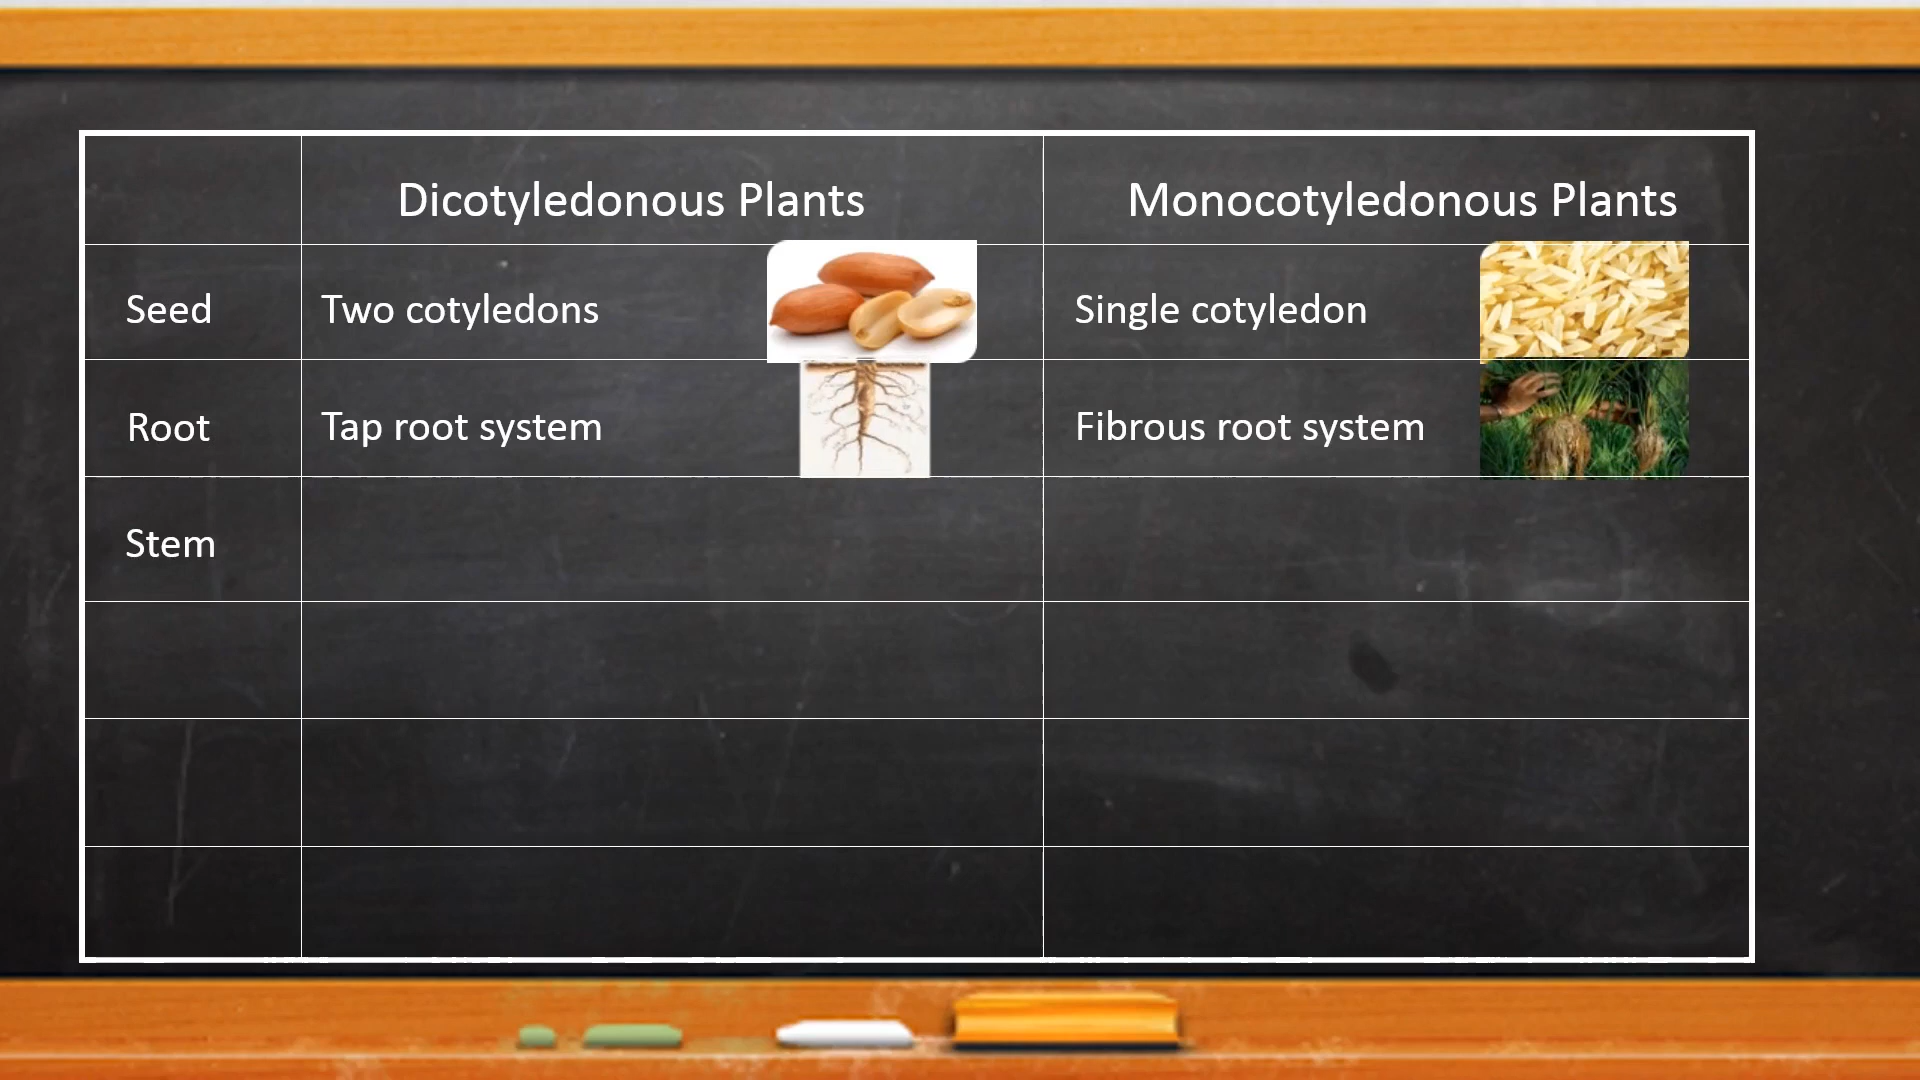 Dicotyledonous Plants Monocotyledonous Plants
Seed Two cotyledons Single cotyledon
Root Tap root system Fibrous root system
Stem